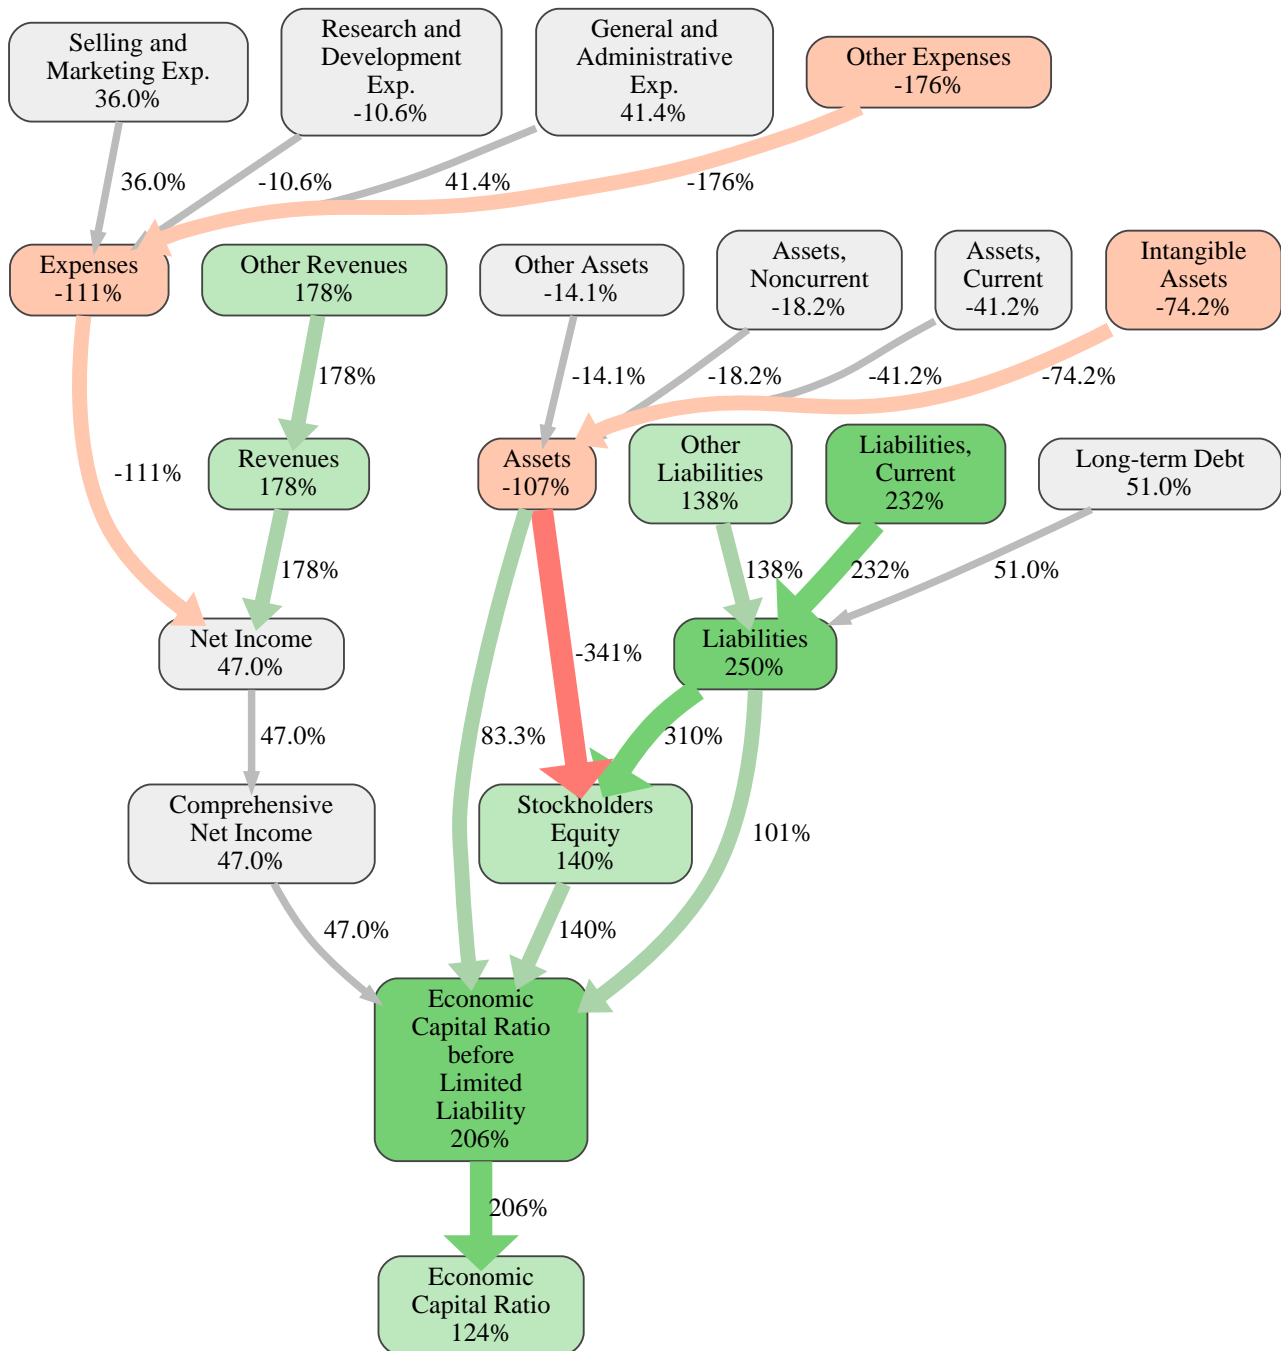 Selling and
Marketing Exp.
36.0%
Research and
Development
Exp.
-10.6%
General and
Administrative
Exp.
41.4%
Other Expenses
-176%
36.0%
-10.6%
41.4%
-176%
Expenses
-111%
Other Revenues
178%
Other Assets
-14.1%
Assets,
Noncurrent
-18.2%
Assets,
Current
-41.2%
Intangible
Assets
-74.2%
178%
-14.1%
-18.2%
-41.2%
-74.2%
-111%
Revenues
178%
Assets
-107%
Other
Liabilities
138%
Liabilities,
Current
232%
Long-term Debt
51.0%
178%
138%
232%
51.0%
Net Income
47.0%
-341%
Liabilities
250%
47.0%
83.3%
310%
Comprehensive
Net Income
47.0%
Stockholders
Equity
140%
101%
47.0%
140%
Economic
Capital Ratio
before
Limited
Liability
206%
206%
Economic
Capital Ratio
124%